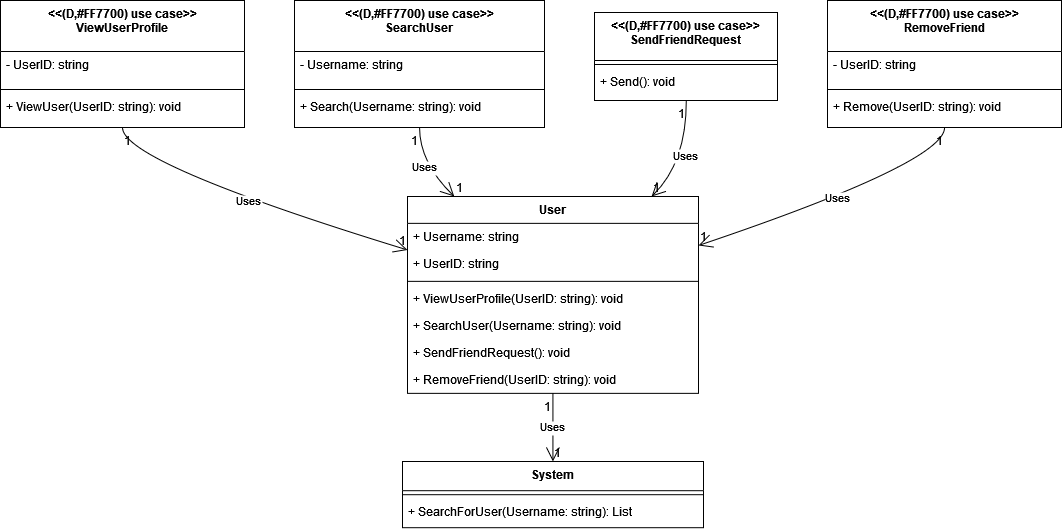 <<(D,#FF7700) use case>>
ViewUserProfile
- UserID: string
+ ViewUser(UserID: string): void
<<(D,#FF7700) use case>>
SearchUser
- Username: string
+ Search(Username: string): void
<<(D,#FF7700) use case>>
SendFriendRequest
+ Send(): void
<<(D,#FF7700) use case>>
RemoveFriend
- UserID: string
+ Remove(UserID: string): void
1
1
1
1
Uses
Uses
Uses
Uses
1
1
1
1
User
+ Username: string
+ UserID: string
+ ViewUserProfile(UserID: string): void
+ SearchUser(Username: string): void
+ SendFriendRequest(): void
+ RemoveFriend(UserID: string): void
1
Uses
1
System
+ SearchForUser(Username: string): List